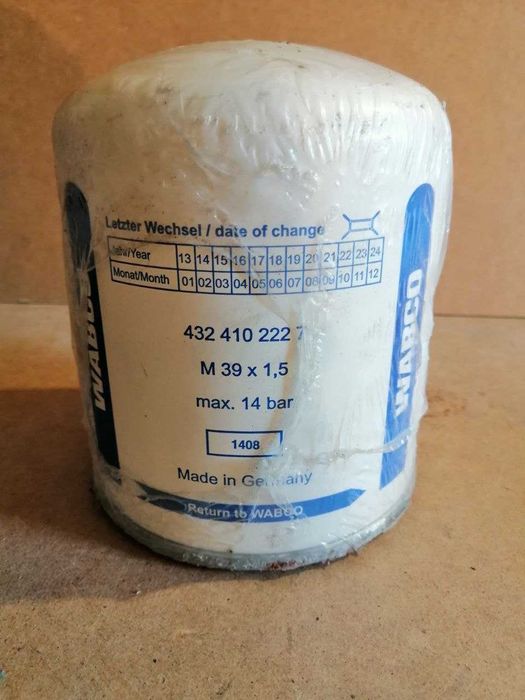 Letzter Wechsel / date of change
Jahr/Year 13 14 15 16 17 18 19 20 21 22 23 24
Monat/Month 01 02 03 04 05 06 07 08 09 10 11 12
WABCO
WABCO
432 410 222 7
M 39 x 1,5
max. 14 bar
1408
Made in Germany
Return to WABCO